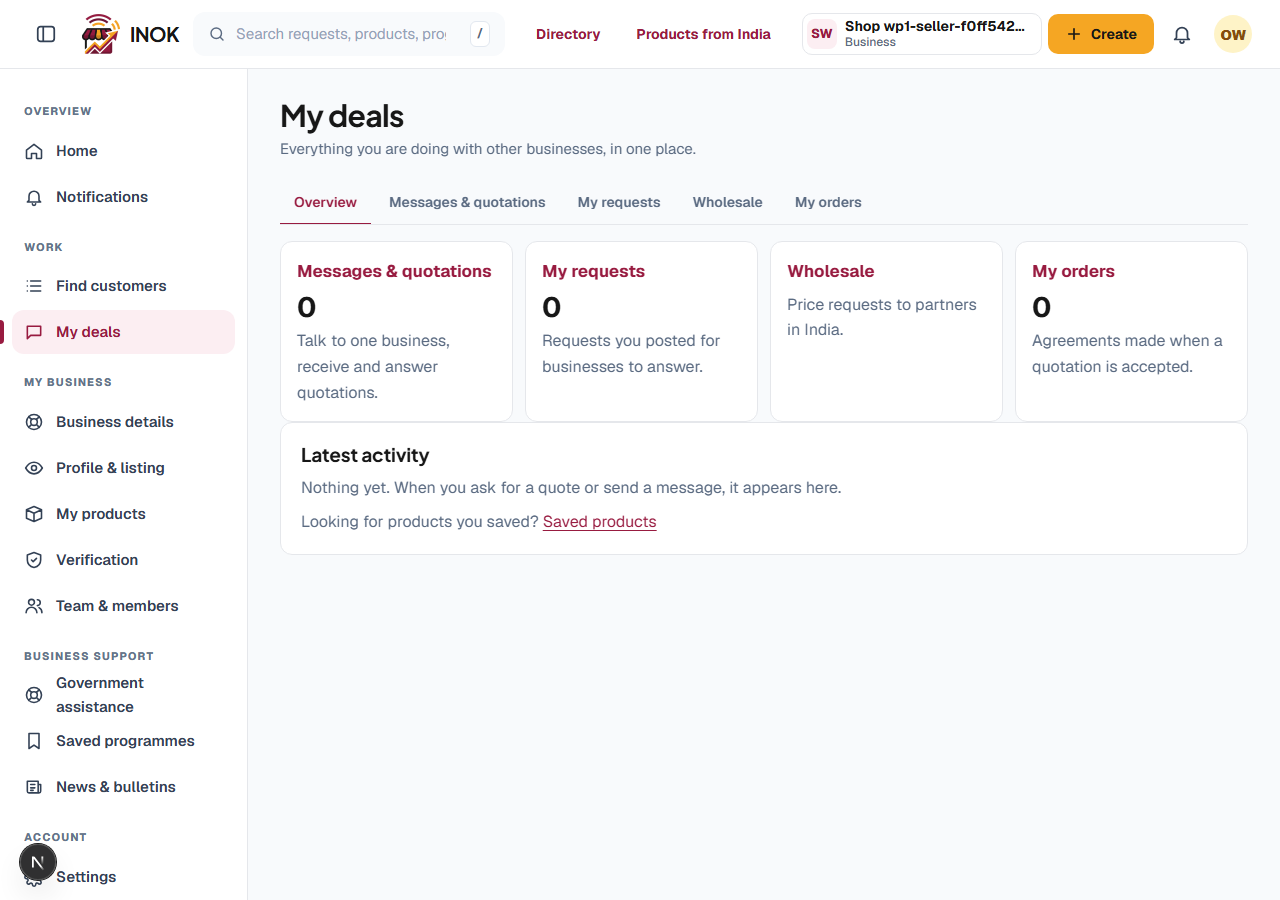 INOK
Search requests, products, pro
/
Directory
Products from India
SW
Shop wp1-seller-f0ff542...
Business
Create
OW
OVERVIEW
Home
Notifications
WORK
Find customers
My deals
MY BUSINESS
Business details
Profile & listing
My products
Verification
Team & members
BUSINESS SUPPORT
Government
assistance
Saved programmes
News & bulletins
ACCOUNT
N
Settings
My deals
Everything you are doing with other businesses, in one place.
Overview
Messages & quotations
My requests
Wholesale
My orders
Messages & quotations
0
Talk to one business,
receive and answer
quotations.
My requests
0
Requests you posted for
businesses to answer.
Wholesale
Price requests to partners
in India.
My orders
0
Agreements made when a
quotation is accepted.
Latest activity
Nothing yet. When you ask for a quote or send a message, it appears here.
Looking for products you saved? Saved products